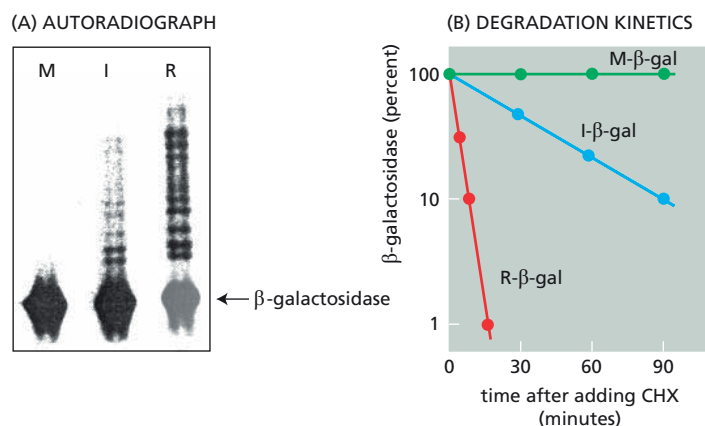 (A) AUTORADIOGRAPH
M I R
β-galactosidase
(B) DEGRADATION KINETICS
β-galactosidase (percent)
100
10
1
M-β-gal
I-β-gal
R-β-gal
0 30 60 90
time after adding CHX
(minutes)